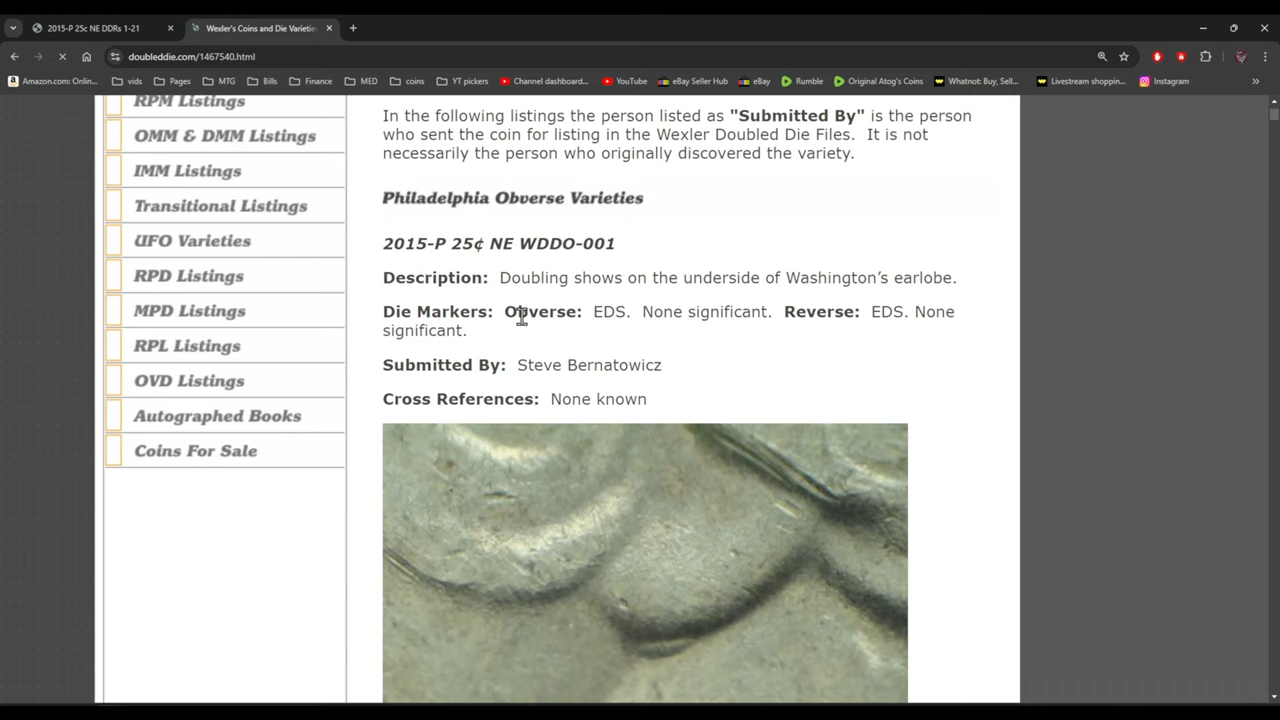 2015-P 25c NE DDRs 1-21
Wexler's Coins and Die Varietie
doubleddie.com/1467540.html
Amazon.com: Onlin...
vids
Pages
MTG
Bills
Finance
MED
coins
YT pickers
Channel dashboard...
YouTube
eBay Seller Hub
eBay
Rumble
Original Atog's Coins
Whatnot: Buy, Sell...
Livestream shoppin...
Instagram
RPM Listings
OMM & DMM Listings
IMM Listings
Transitional Listings
UFO Varieties
RPD Listings
MPD Listings
RPL Listings
OVD Listings
Autographed Books
Coins For Sale
In the following listings the person listed as "Submitted By" is the person
who sent the coin for listing in the Wexler Doubled Die Files. It is not
necessarily the person who originally discovered the variety.
Philadelphia Obverse Varieties
2015-P 25¢ NE WDDO-001
Description: Doubling shows on the underside of Washington’s earlobe.
Die Markers: Obverse: EDS. None significant. Reverse: EDS. None
significant.
Submitted By: Steve Bernatowicz
Cross References: None known